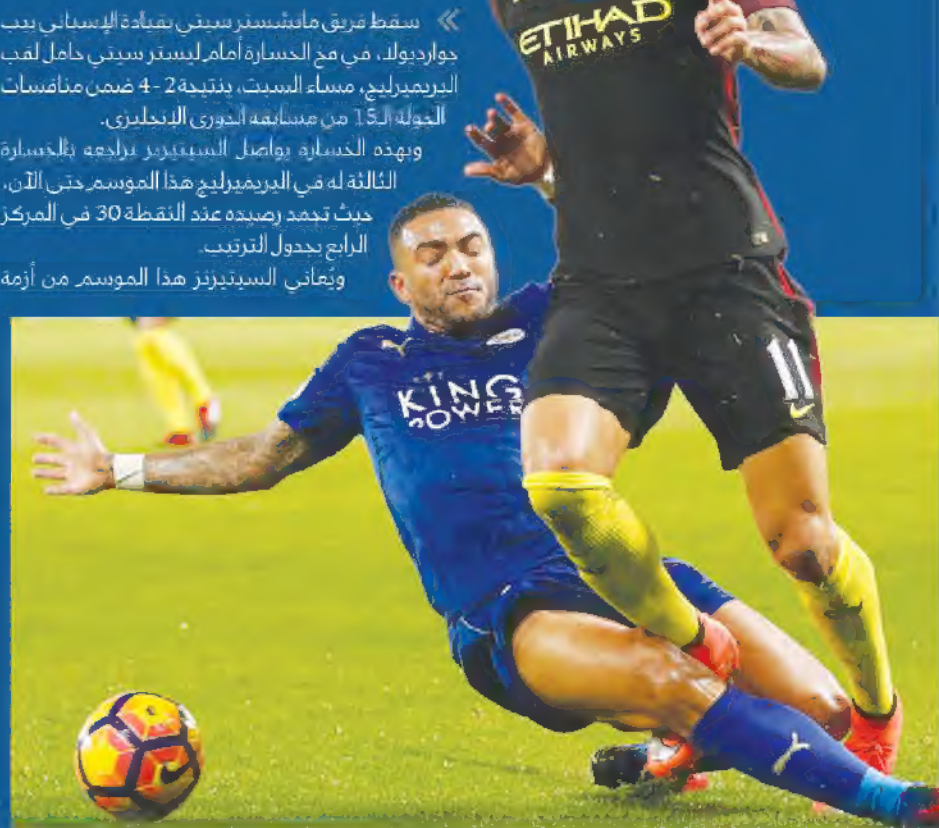 سقط فريق مانشستر سيتي بقيادة الإسباني بيب
جوارديولا، في فخ الخسارة أمام ليستر سيتي حامل لقب
البريميرليج، مساء السبت، بنتيجة 2 - 4 ضمن منافسات
الجولة الـ15 من مسابقة الدوري الإنجليزي.
وبهذه الخسارة يواصل السيتيزنز تراجعه بالخسارة
الثالثة له في البريميرليج هذا الموسم حتى الآن،
حيث تجمد رصيده عند النقطة 30 في المركز
الرابع بجدول الترتيب.
ويُعاني السيتيزنز هذا الموسم من أزمة
ETIHAD
AIRWAYS
11
KING
POWER